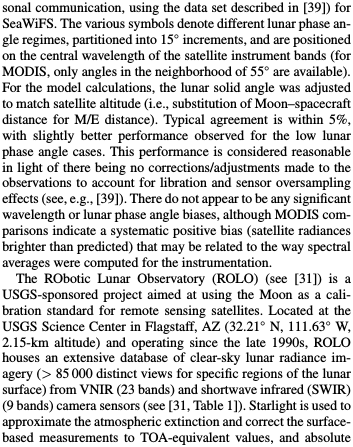 sonal communication, using the data set described in [39]) for
SeaWiFS. The various symbols denote different lunar phase an-
gle regimes, partitioned into 15° increments, and are positioned
on the central wavelength of the satellite instrument bands (for
MODIS, only angles in the neighborhood of 55° are available).
For the model calculations, the lunar solid angle was adjusted
to match satellite altitude (i.e., substitution of Moon–spacecraft
distance for M/E distance). Typical agreement is within 5%,
with slightly better performance observed for the low lunar
phase angle cases. This performance is considered reasonable
in light of there being no corrections/adjustments made to the
observations to account for libration and sensor oversampling
effects (see, e.g., [39]). There do not appear to be any significant
wavelength or lunar phase angle biases, although MODIS com-
parisons indicate a systematic positive bias (satellite radiances
brighter than predicted) that may be related to the way spectral
averages were computed for the instrumentation.
The RObotic Lunar Observatory (ROLO) (see [31]) is a
USGS-sponsored project aimed at using the Moon as a cali-
bration standard for remote sensing satellites. Located at the
USGS Science Center in Flagstaff, AZ (32.21° N, 111.63° W,
2.15-km altitude) and operating since the late 1990s, ROLO
houses an extensive database of clear-sky lunar radiance im-
agery (> 85 000 distinct views for specific regions of the lunar
surface) from VNIR (23 bands) and shortwave infrared (SWIR)
(9 bands) camera sensors (see [31, Table 1]). Starlight is used to
approximate the atmospheric extinction and correct the surface-
based measurements to TOA-equivalent values, and absolute